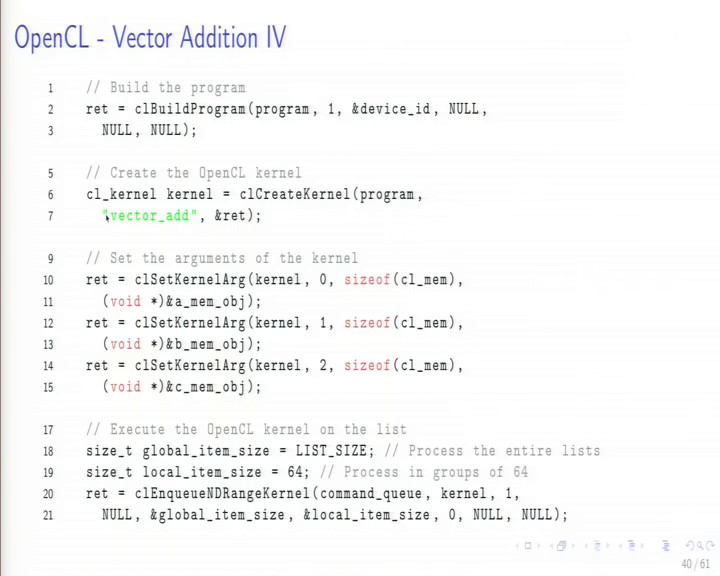 OpenCL - Vector Addition IV
1 // Build the program
2 ret = clBuildProgram(program, 1, &device_id, NULL,
3 NULL, NULL);
5 // Create the OpenCL kernel
6 cl_kernel kernel = clCreateKernel(program,
7 "vector_add", &ret);
9 // Set the arguments of the kernel
10 ret = clSetKernelArg(kernel, 0, sizeof(cl_mem),
11 (void *)&a_mem_obj);
12 ret = clSetKernelArg(kernel, 1, sizeof(cl_mem),
13 (void *)&b_mem_obj);
14 ret = clSetKernelArg(kernel, 2, sizeof(cl_mem),
15 (void *)&c_mem_obj);
17 // Execute the OpenCL kernel on the list
18 size_t global_item_size = LIST_SIZE; // Process the entire lists
19 size_t local_item_size = 64; // Process in groups of 64
20 ret = clEnqueueNDRangeKernel(command_queue, kernel, 1,
21 NULL, &global_item_size, &local_item_size, 0, NULL, NULL);
40/61